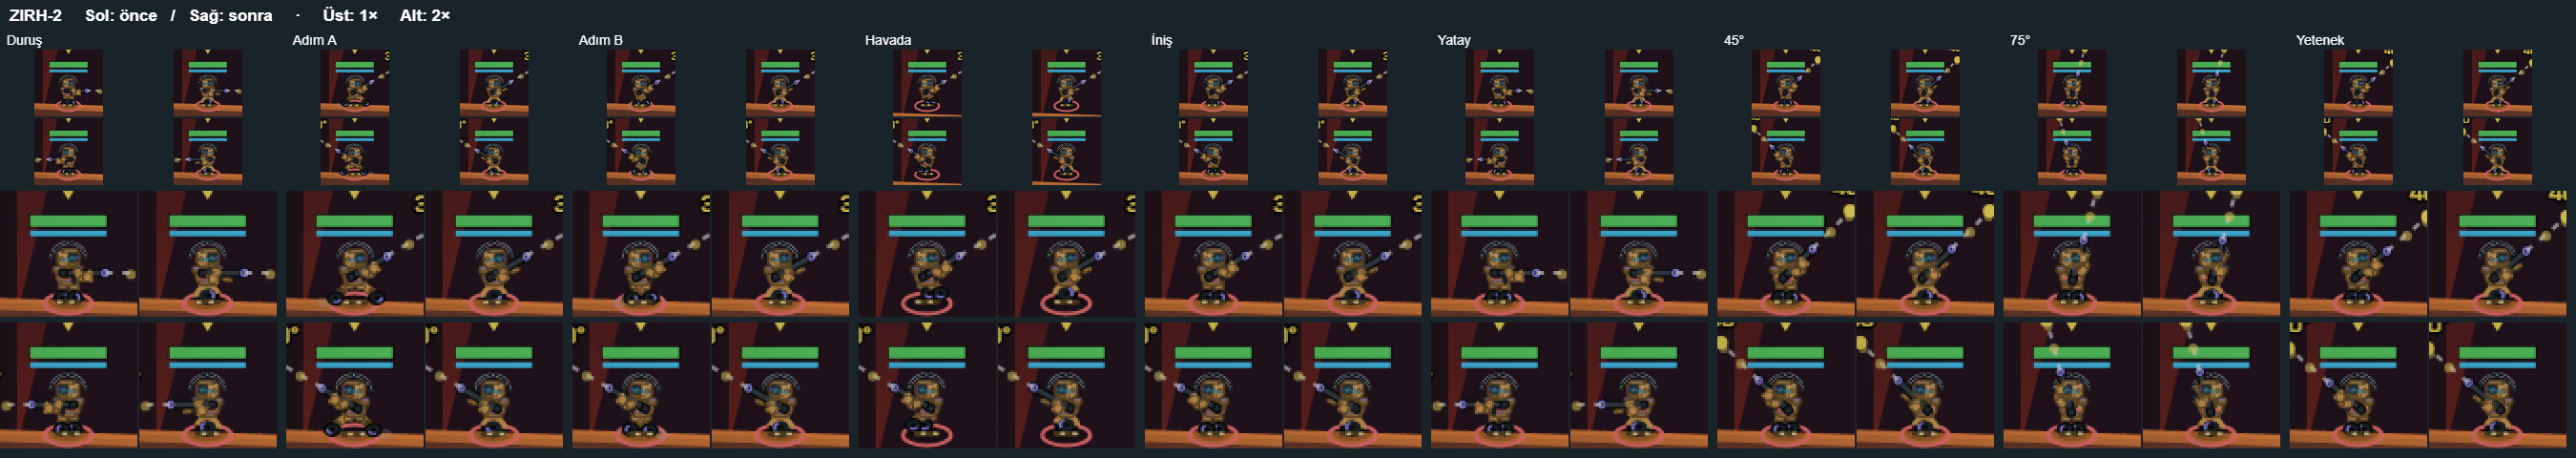 ZIRH-2 Sol: önce / Sağ: sonra · Üst: 1× Alt: 2×
Duruş Adım A Adım B Havada İniş Yatay 45° 75° Yetenek